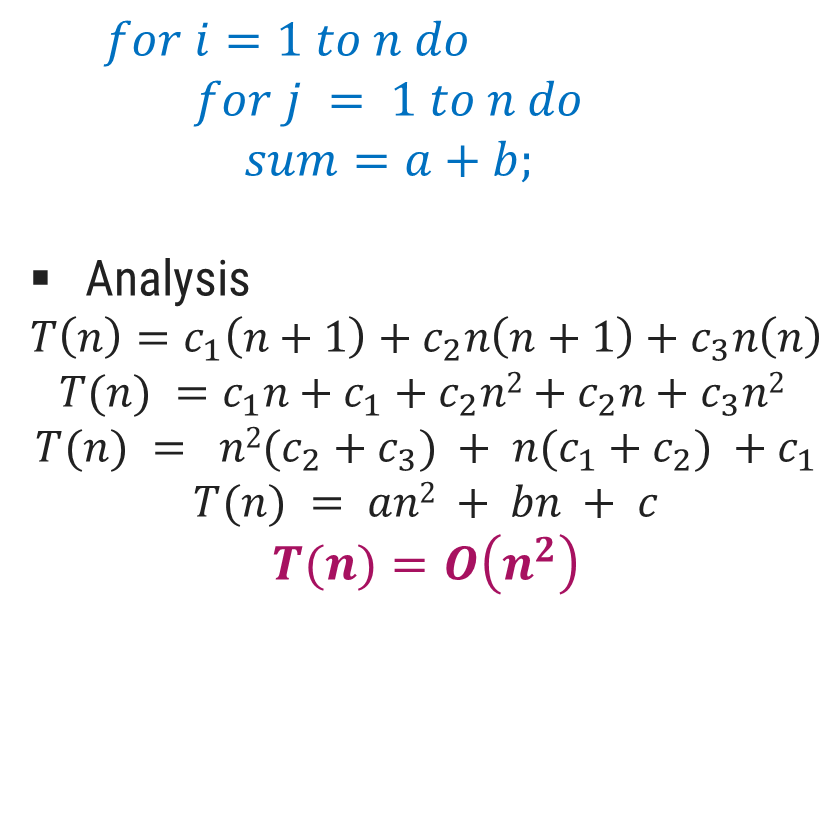 for i = 1 to n do
for j = 1 to n do
sum = a + b;
▪ Analysis
T(n) = c₁(n + 1) + c₂n(n + 1) + c₃n(n)
T(n) = c₁n + c₁ + c₂n² + c₂n + c₃n²
T(n) = n²(c₂ + c₃) + n(c₁ + c₂) + c₁
T(n) = an² + bn + c
T(n) = O(n²)